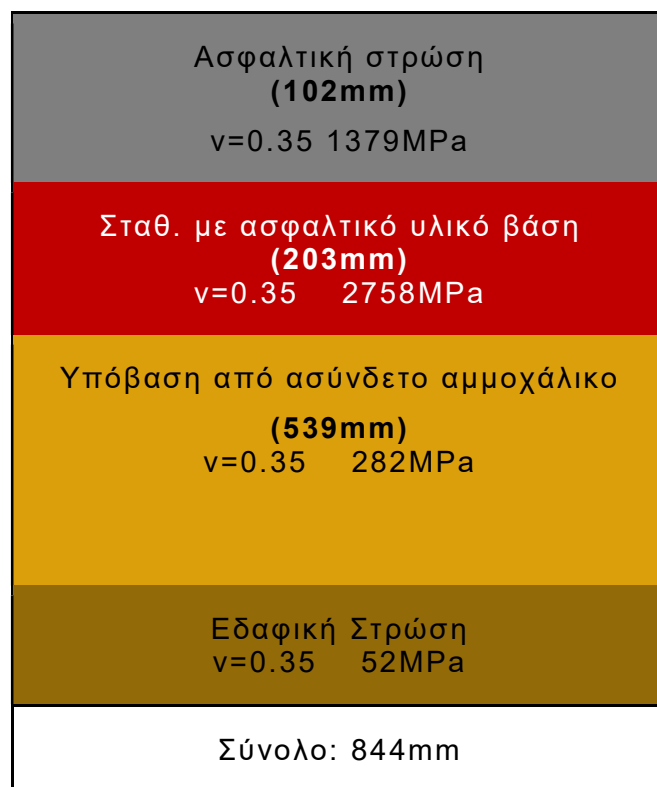 Ασφαλτική στρώση
(102mm)
ν=0.35 1379MPa
Σταθ. με ασφαλτικό υλικό βάση
(203mm)
ν=0.35 2758MPa
Υπόβαση από ασύνδετο αμμοχάλικο
(539mm)
ν=0.35 282MPa
Εδαφική Στρώση
ν=0.35 52MPa
Σύνολο: 844mm